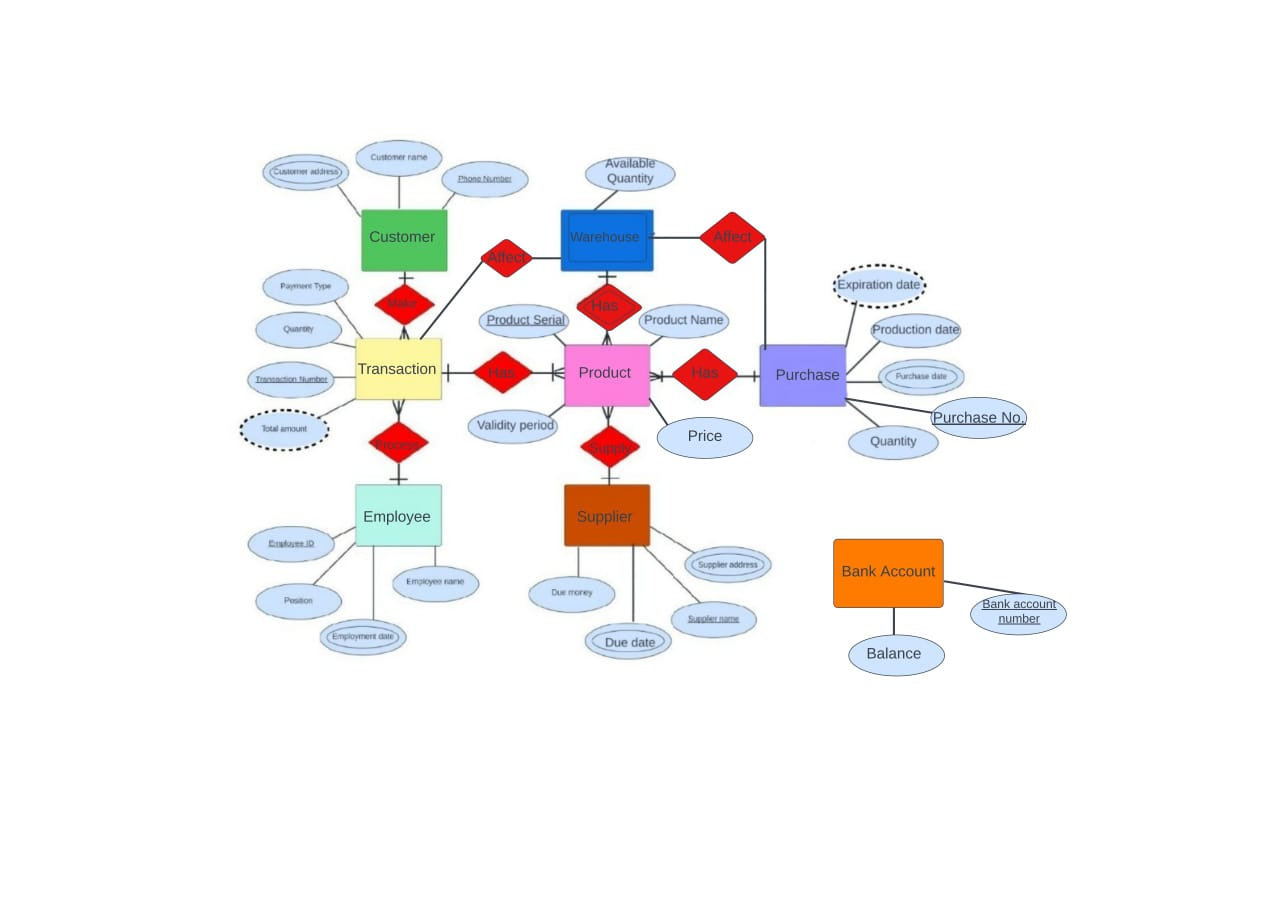 Customer name
Customer address
Phone Number
Available
Quantity
Customer
Warehouse
Affect
Affect
Payment Type
Make
Has
Expiration date
Quantity
Product Serial
Product Name
Production date
Transaction
Has
Product
Has
Purchase
Purchase date
Transaction Number
Total amount
Validity period
Price
Purchase No.
Quantity
Process
Supply
Employee
Supplier
Employee ID
Supplier address
Bank Account
Position
Employee name
Due money
Supplier name
Bank account
number
Employment date
Due date
Balance